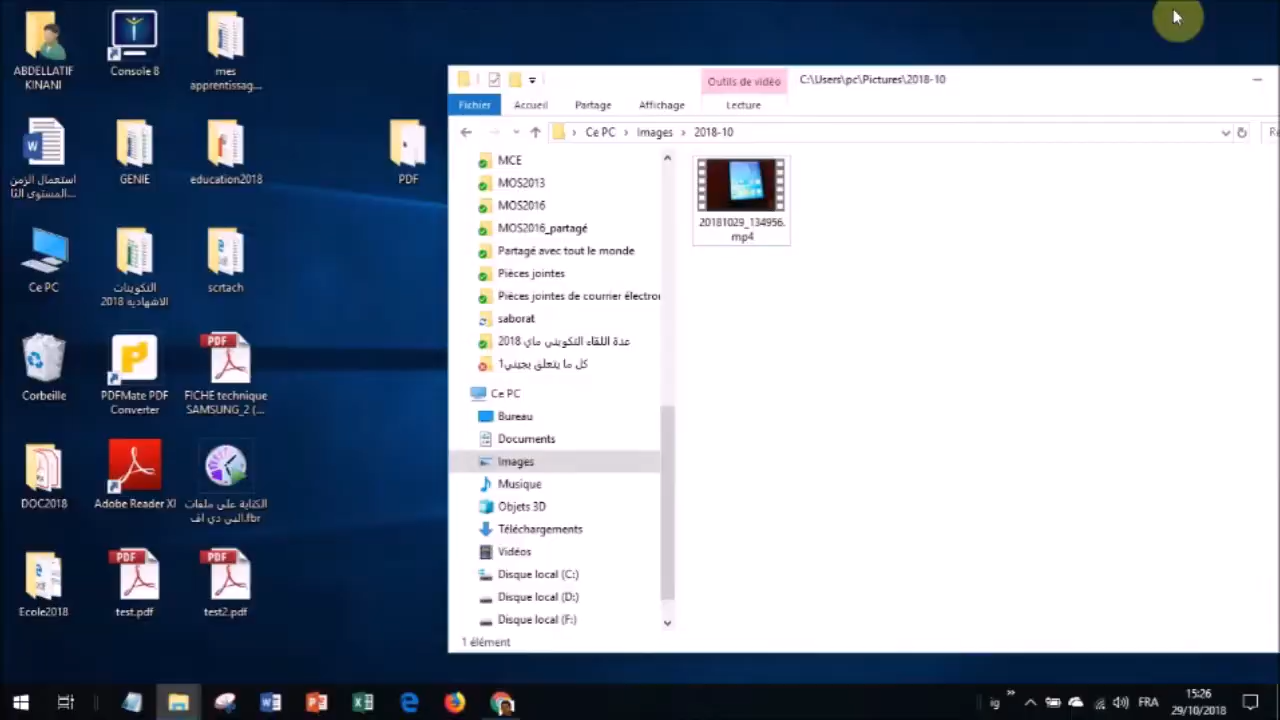 ABDELLATIF
KINANI
Console 8
mes
apprentissag...
استعمال الزمن
المستوى الثا...
GENIE
education2018
PDF
Ce PC
التكوينات
الاشهادية 2018
scrtach
Corbeille
PDFMate PDF
Converter
PDF
FICHE technique
SAMSUNG_2 (...
DOC2018
Adobe Reader XI
الكتابة على ملفات
البي دي اف.fbr
Ecole2018
PDF
test.pdf
PDF
test2.pdf
Outils de vidéo
C:\Users\pc\Pictures\2018-10
Fichier
Accueil
Partage
Affichage
Lecture
Ce PC
Images
2018-10
MCE
MOS2013
MOS2016
MOS2016_partagé
Partagé avec tout le monde
Pièces jointes
Pièces jointes de courrier électro
saborat
عدة اللقاء التكويني ماي 2018
كل ما يتعلق بجيني1
Ce PC
Bureau
Documents
Images
Musique
Objets 3D
Téléchargements
Vidéos
Disque local (C:)
Disque local (D:)
Disque local (F:)
1 élément
20181029_134956.
mp4
ig
FRA
15:26
29/10/2018